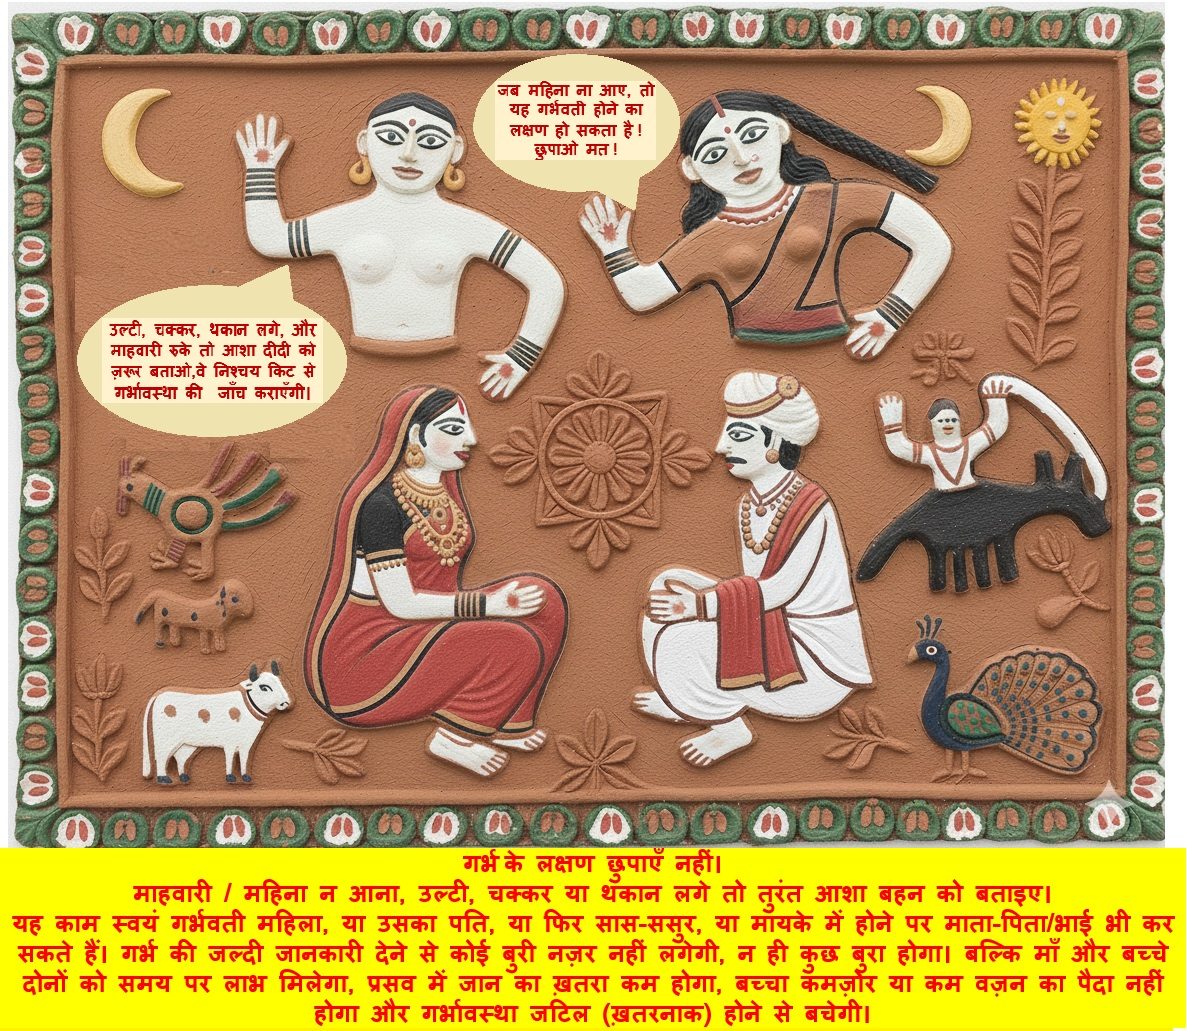 जब महिना ना आए, तो
यह गर्भवती होने का
लक्षण हो सकता है !
छुपाओ मत !
उल्टी, चक्कर, थकान लगे, और
माहवारी रुके तो आशा दीदी को
ज़रूर बताओ,वे निश्चय किट से
गर्भावस्था की जाँच कराएँगी।
गर्भ के लक्षण छुपाएँ नहीं।
माहवारी / महिना न आना, उल्टी, चक्कर या थकान लगे तो तुरंत आशा बहन को बताइए।
यह काम स्वयं गर्भवती महिला, या उसका पति, या फिर सास-ससुर, या मायके में होने पर माता-पिता/भाई भी कर
सकते हैं। गर्भ की जल्दी जानकारी देने से कोई बुरी नज़र नहीं लगेगी, न ही कुछ बुरा होगा। बल्कि माँ और बच्चे
दोनों को समय पर लाभ मिलेगा, प्रसव में जान का ख़तरा कम होगा, बच्चा कमज़ोर या कम वज़न का पैदा नहीं
होगा और गर्भावस्था जटिल (ख़तरनाक) होने से बचेगी।